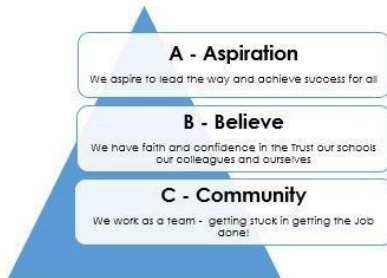 A - Aspiration
We aspire to lead the way and achieve success for all
B - Believe
We have faith and confidence in the Trust our schools
our colleagues and ourselves
C - Community
We work as a team - getting stuck in getting the Job
done!